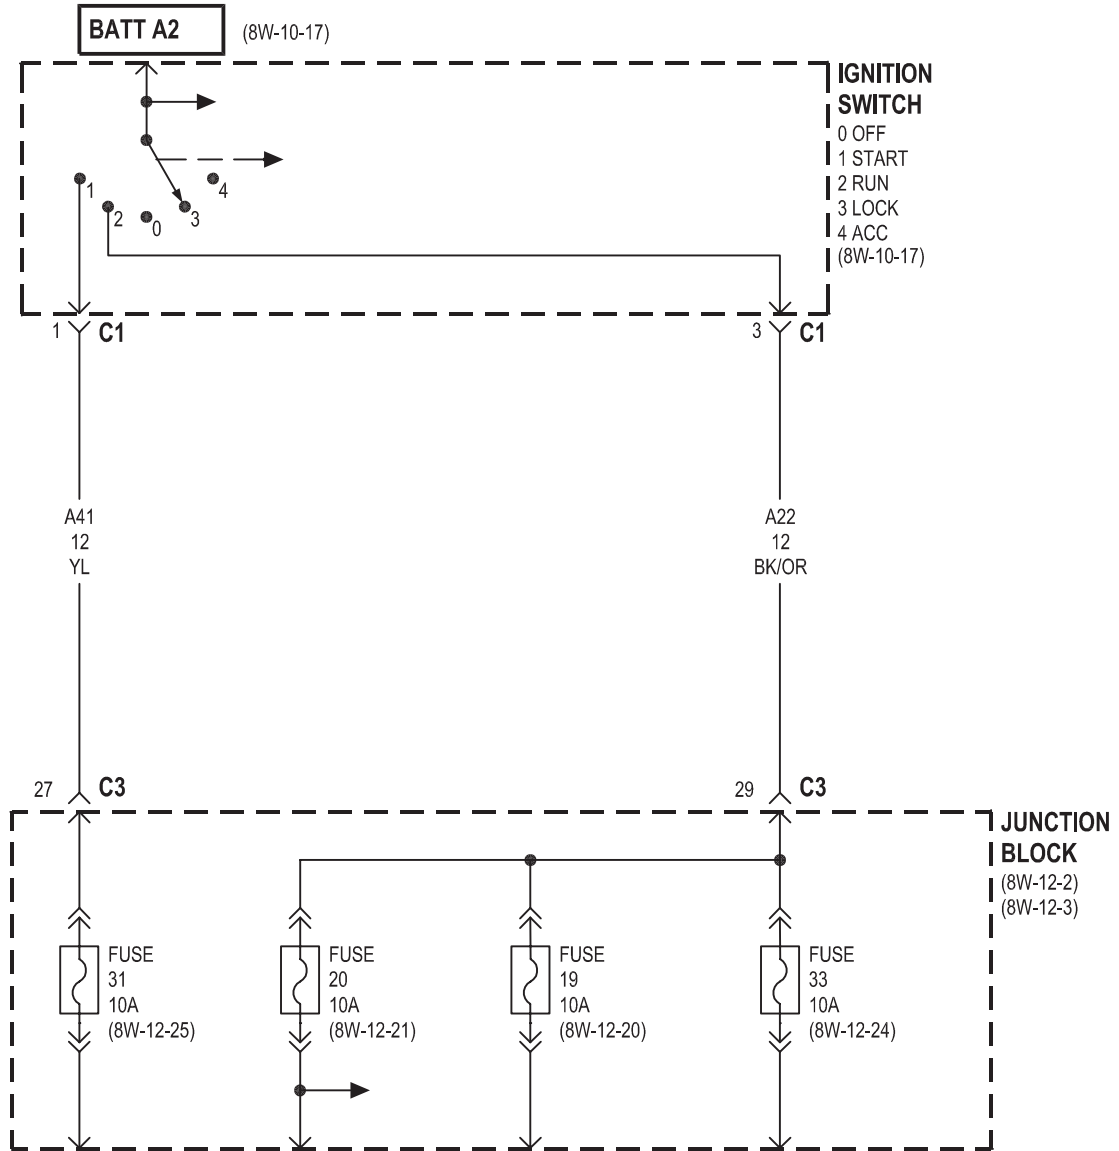 BATT A2 (8W-10-17)
IGNITION
SWITCH
0 OFF
1 START
2 RUN
3 LOCK
4 ACC
(8W-10-17)
1
2
0
3
4
1 C1
3 C1
A41
12
YL
A22
12
BK/OR
27 C3
29 C3
JUNCTION
BLOCK
(8W-12-2)
(8W-12-3)
FUSE
31
10A
(8W-12-25)
FUSE
20
10A
(8W-12-21)
FUSE
19
10A
(8W-12-20)
FUSE
33
10A
(8W-12-24)